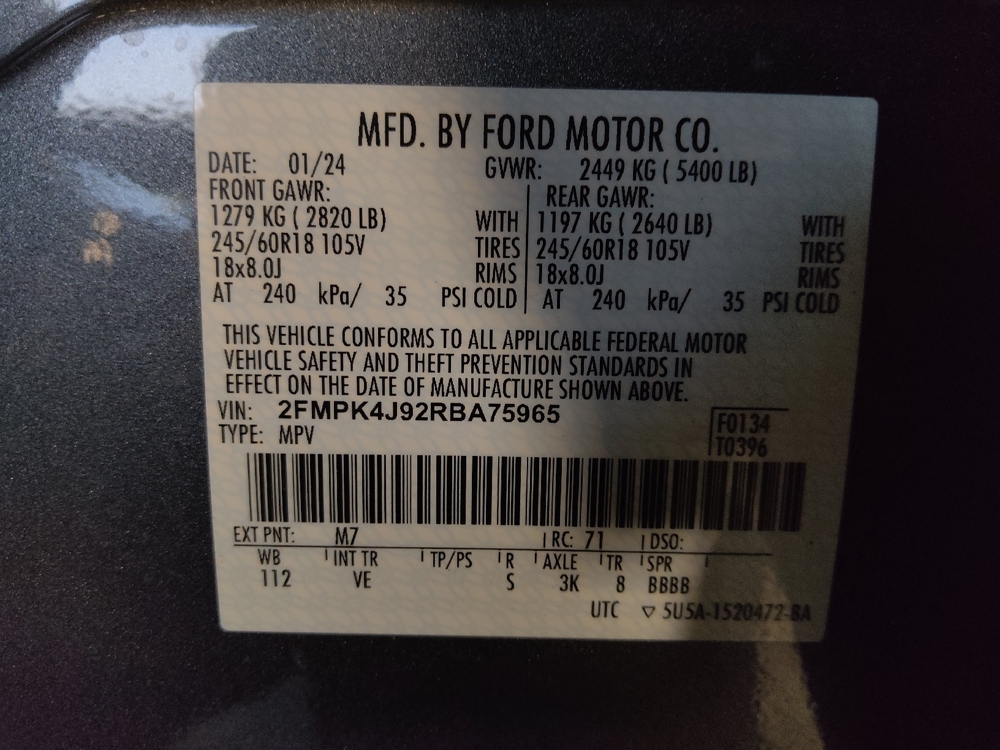 MFD. BY FORD MOTOR CO.
DATE: 01/24 GVWR: 2449 KG ( 5400 LB)
FRONT GAWR: REAR GAWR:
1279 KG ( 2820 LB) WITH 1197 KG ( 2640 LB) WITH
245/60R18 105V TIRES 245/60R18 105V TIRES
18x8.0J RIMS 18x8.0J RIMS
AT 240 kPa/ 35 PSI COLD AT 240 kPa/ 35 PSI COLD
THIS VEHICLE CONFORMS TO ALL APPLICABLE FEDERAL MOTOR
VEHICLE SAFETY AND THEFT PREVENTION STANDARDS IN
EFFECT ON THE DATE OF MANUFACTURE SHOWN ABOVE.
VIN: 2FMPK4J92RBA75965
F0134
TYPE: MPV
T0396
EXT PNT: M7 RC: 71 DSO:
WB INT TR TP/PS R AXLE TR SPR
112 VE S 3K 8 BBBB
UTC ▽ 5U5A-1520472-BA